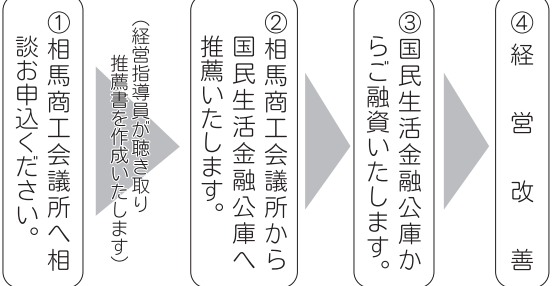 ①相馬商工会議所へ相
談お申込ください。
（経営指導員が聴き取り
推薦書を作成いたします）
②相馬商工会議所から
国民生活金融公庫へ
推薦いたします。
③国民生活金融公庫か
らご融資いたします。
④経営改善